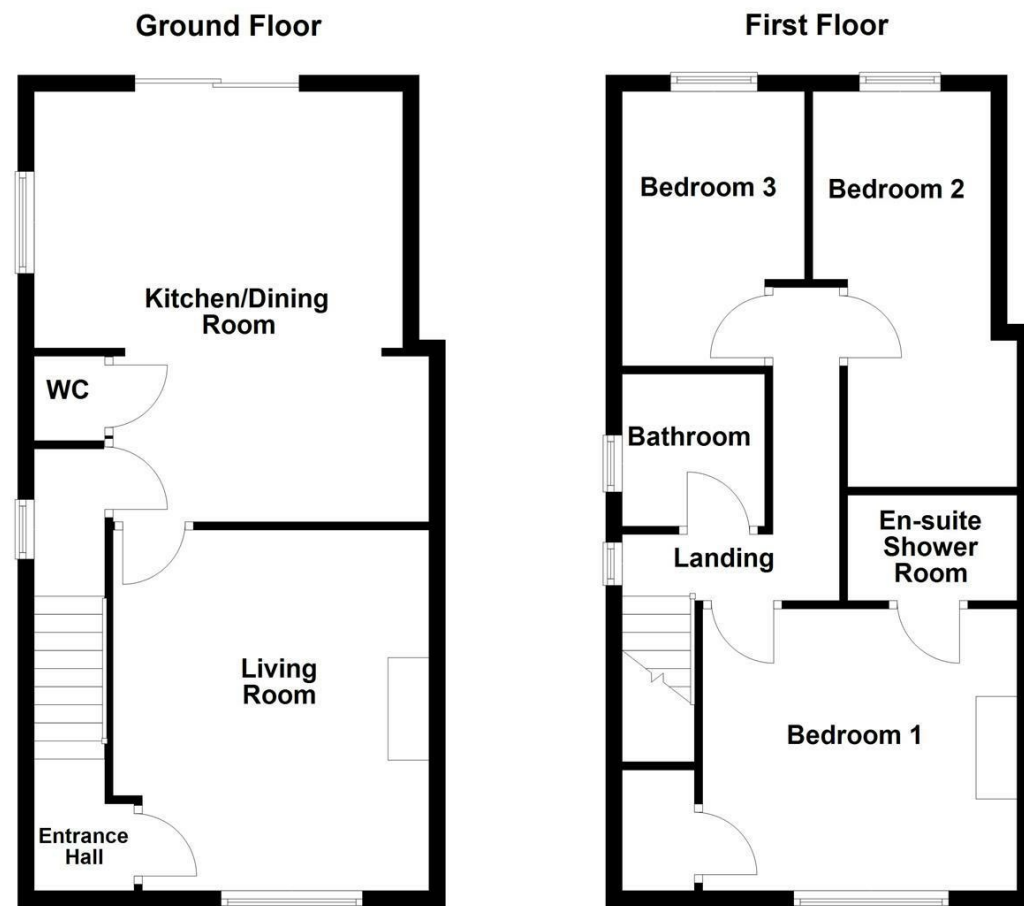 Ground Floor
Kitchen/Dining
Room
WC
Living
Room
Entrance
Hall
First Floor
Bedroom 3
Bedroom 2
Bathroom
En-suite
Shower
Room
Landing
Bedroom 1